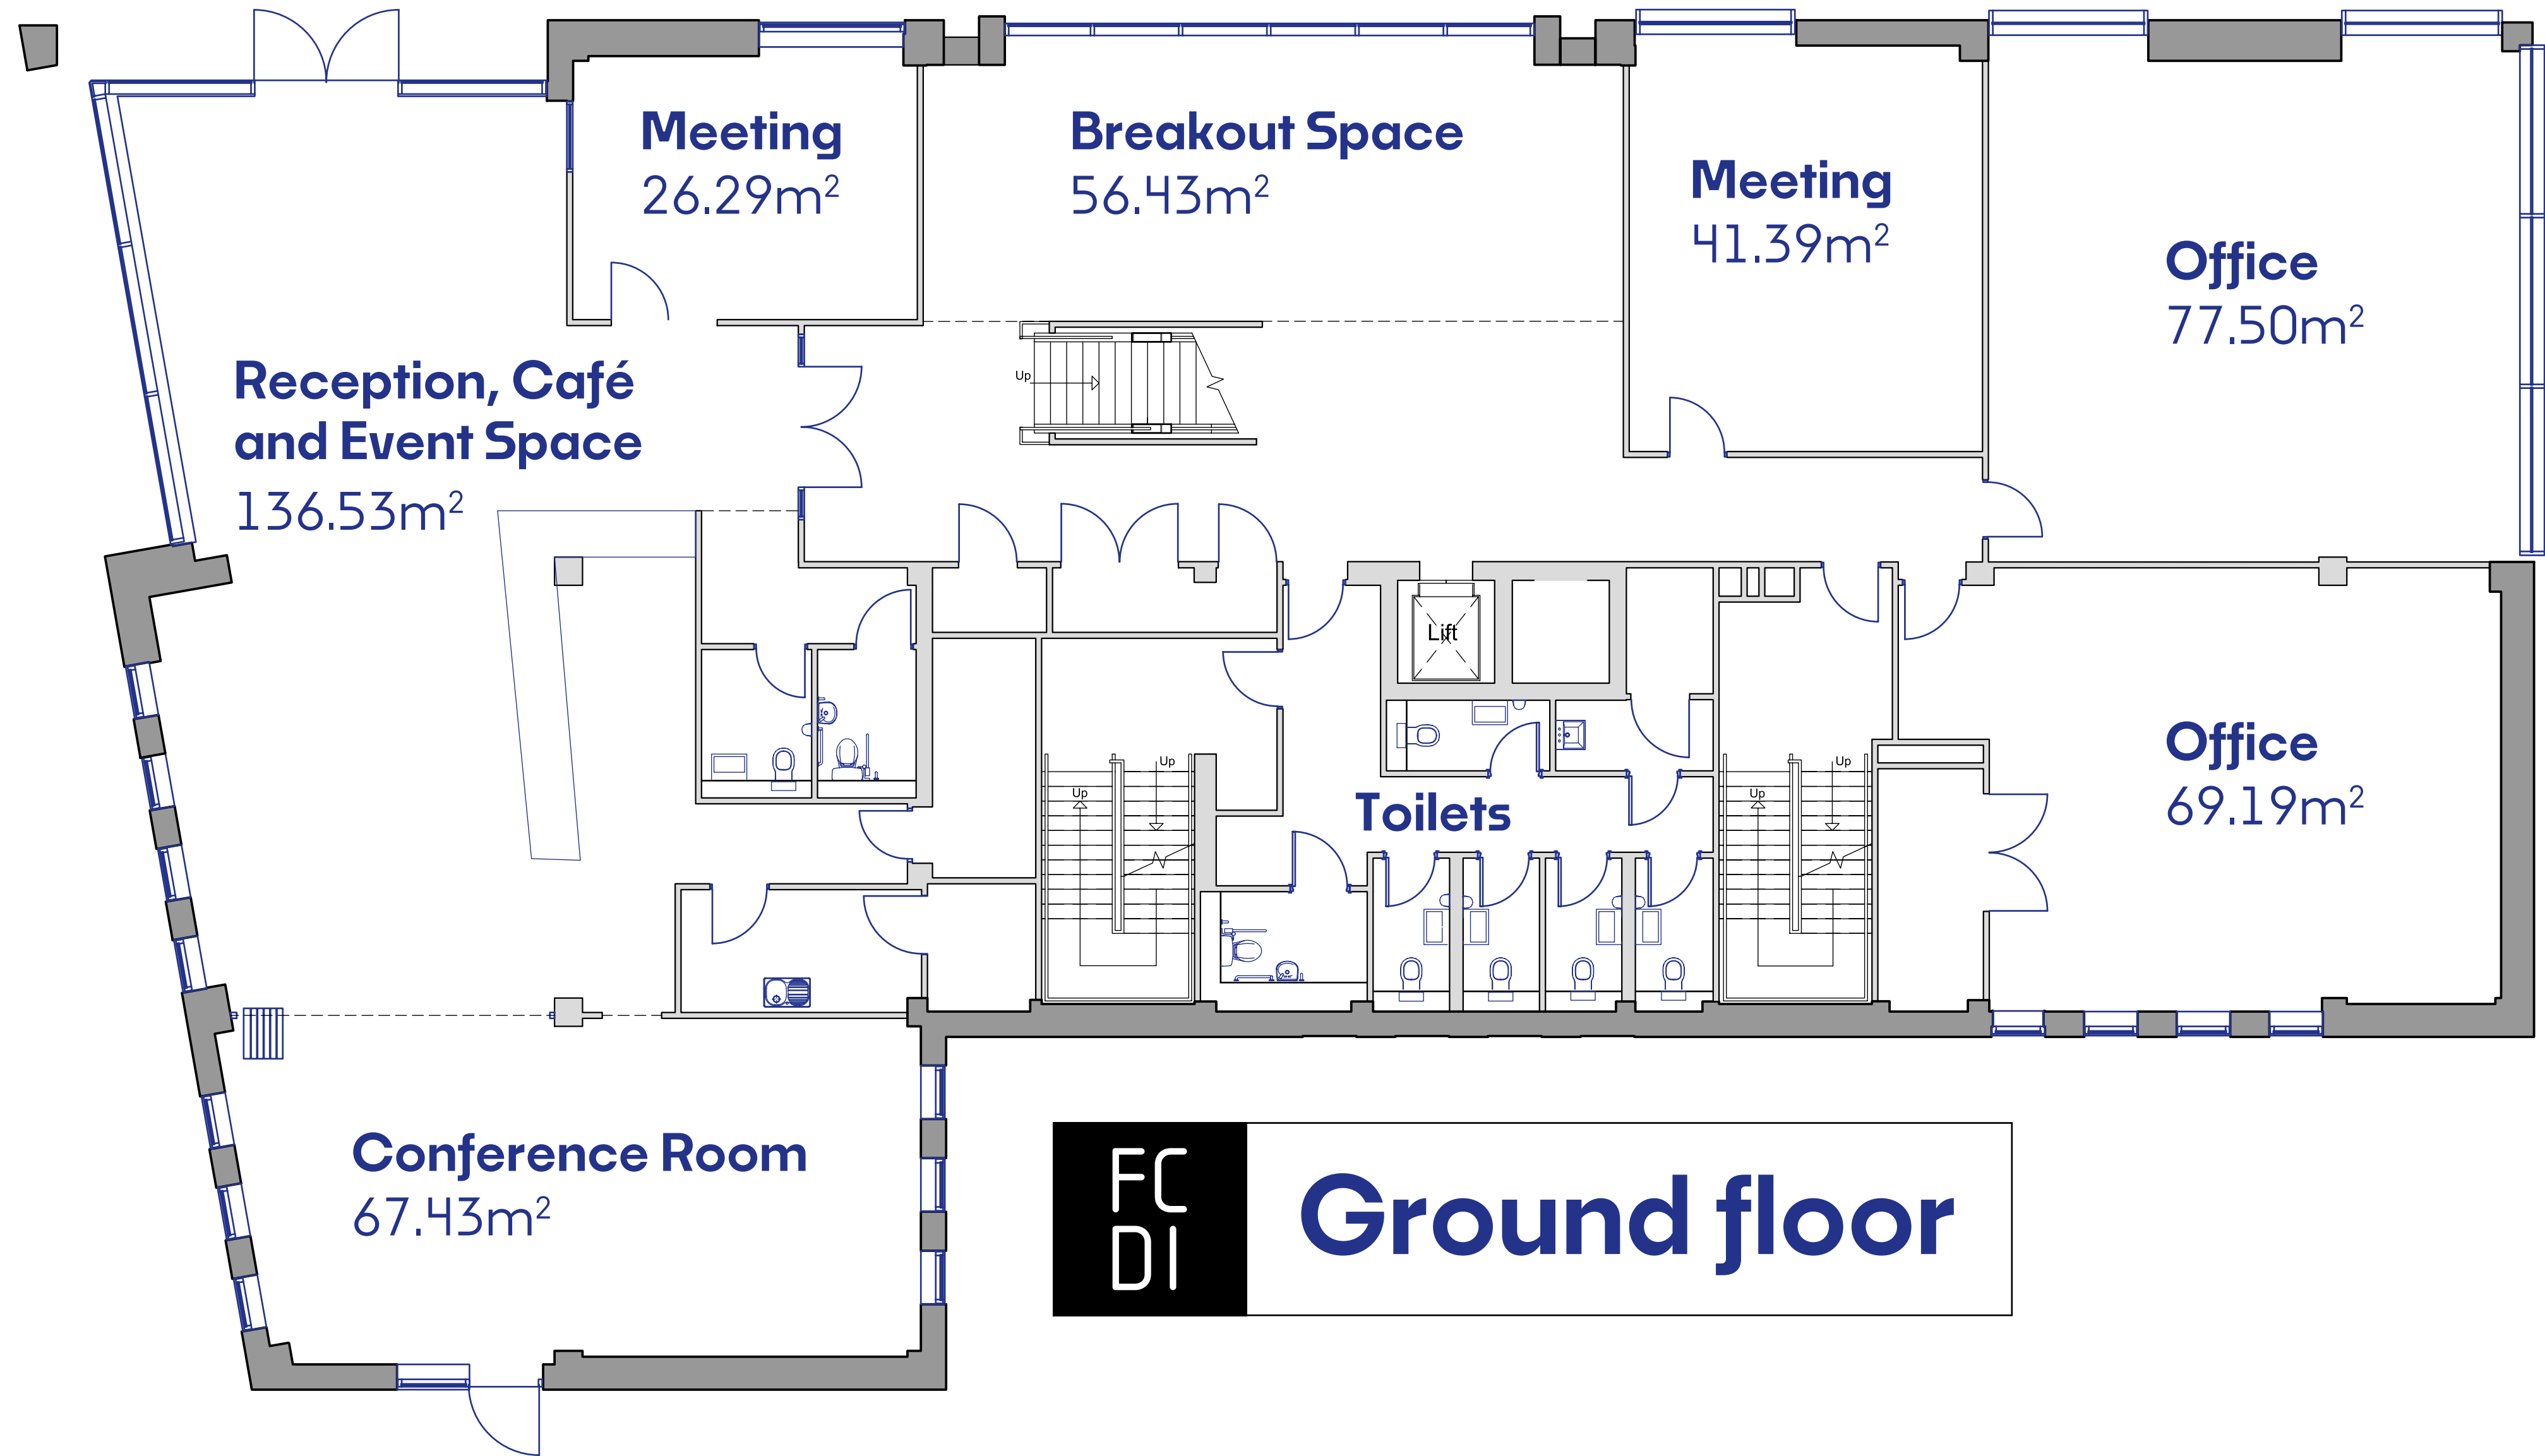 Meeting
26.29m²
Breakout Space
56.43m²
Meeting
41.39m²
Office
77.50m²
Reception, Café
and Event Space
136.53m²
Up
Lift
Up
Up
Toilets
Up
Up
Office
69.19m²
Conference Room
67.43m²
FC
DI
Ground floor